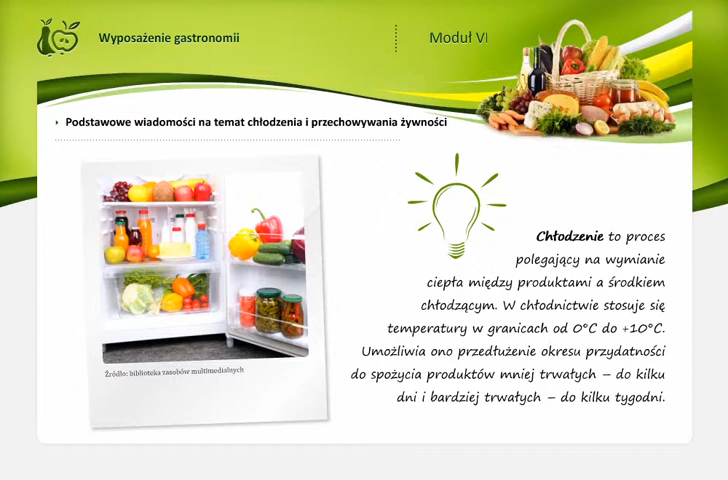 Wyposażenie gastronomii
Moduł VI
Podstawowe wiadomości na temat chłodzenia i przechowywania żywności
Chłodzenie to proces
polegający na wymianie
ciepła między produktami a środkiem
chłodzącym. W chłodnictwie stosuje się
temperatury w granicach od 0°C do +10°C.
Umożliwia ono przedłużenie okresu przydatności
do spożycia produktów mniej trwałych – do kilku
dni i bardziej trwałych – do kilku tygodni.
Źródło: biblioteka zasobów multimedialnych